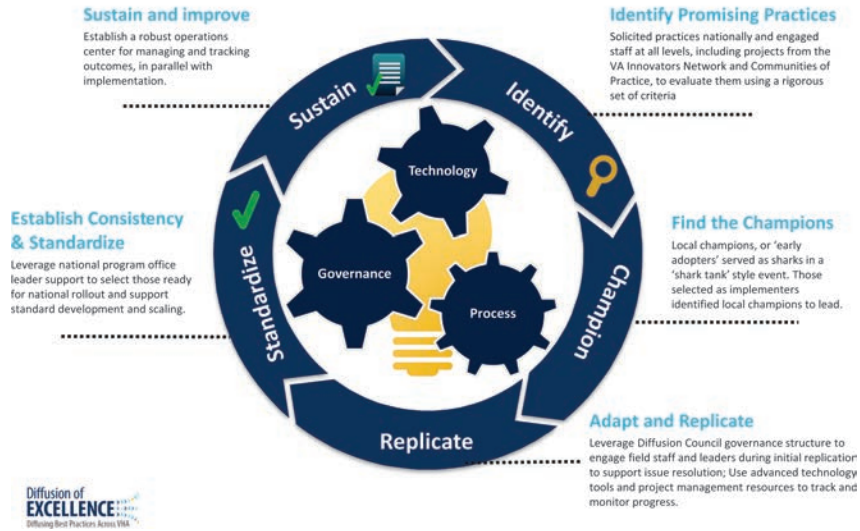 Sustain and improve
Establish a robust operations
center for managing and tracking
outcomes, in parallel with
implementation.
Identify Promising Practices
Solicited practices nationally and engaged
staff at all levels, including projects from the
VA Innovators Network and Communities of
Practice, to evaluate them using a rigorous
set of criteria
Sustain
Identify
Technology
Establish Consistency
& Standardize
Leverage national program office
leader support to select those ready
for national rollout and support
standard development and scaling.
Standardize
Governance
Process
Champion
Find the Champions
Local champions, or ‘early
adopters’ served as sharks in a
‘shark tank’ style event. Those
selected as implementers
identified local champions to lead.
Replicate
Adapt and Replicate
Leverage Diffusion Council governance structure to
engage field staff and leaders during initial replication
to support issue resolution; Use advanced technology
tools and project management resources to track and
monitor progress.
Diffusion of
EXCELLENCE
Diffusing Best Practices Across VHA